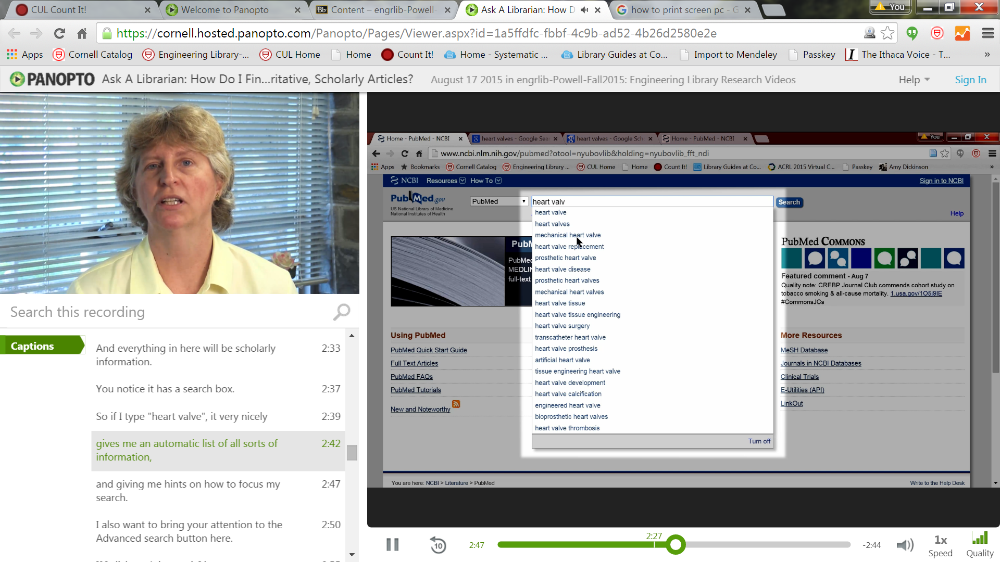 CUL Count It!
Welcome to Panopto
Content – engrlib-Powell-
Ask A Librarian: How D
how to print screen pc - G
You
https://cornell.hosted.panopto.com/Panopto/Pages/Viewer.aspx?id=1a5ffdfc-fbbf-4c9b-ad52-4b26d2580e2e
Apps
Cornell Catalog
Engineering Library-...
CUL Home
Home
Count It!
Home - Systematic ...
Library Guides at Co...
Import to Mendeley
Passkey
The Ithaca Voice - T...
»
PANOPTO
Ask A Librarian: How Do I Fin...ritative, Scholarly Articles?
August 17 2015 in engrlib-Powell-Fall2015: Engineering Library Research Videos
Help
Sign In
Search this recording
Captions
And everything in here will be scholarly
information.
2:33
You notice it has a search box.
2:37
So if I type "heart valve", it very nicely
2:39
gives me an automatic list of all sorts of
information,
2:42
and giving me hints on how to focus my
search.
2:47
I also want to bring your attention to the
Advanced search button here.
2:50
Home - PubMed - NCBI
heart valves - Google Sear
heart valves - Google Sch
Home - PubMed - NCBI
You
www.ncbi.nlm.nih.gov/pubmed?otool=nyubovlib&holding=nyubovlib_fft_ndi
Apps
Bookmarks
Cornell Catalog
Engineering Library ...
CUL Home
Home
Count It!
Library Guides at Co...
ACRL 2015 Virtual C...
Passkey
Amy Dickinson
»
NCBI
Resources
How To
Sign in to NCBI
PubMed.gov
US National Library of Medicine
National Institutes of Health
PubMed
heart valv
Search
Help
heart valve
heart valves
mechanical heart valve
heart valve replacement
prosthetic heart valve
heart valve disease
prosthetic heart valves
mechanical heart valves
heart valve tissue
heart valve tissue engineering
heart valve surgery
transcatheter heart valve
heart valve prosthesis
artificial heart valve
tissue engineering heart valve
heart valve development
heart valve calcification
engineered heart valve
bioprosthetic heart valves
heart valve thrombosis
Turn off
PubM
PubMed
MEDLIN
full-text
PubMed COMMONS
Featured comment - Aug 7
Quality note: CREBP Journal Club commends cohort study on
tobacco smoking & all-cause mortality. 1.usa.gov/1O5j9IE
#CommonsJCs
Using PubMed
PubMed Quick Start Guide
Full Text Articles
PubMed FAQs
PubMed Tutorials
New and Noteworthy
More Resources
MeSH Database
Journals in NCBI Databases
Clinical Trials
E-Utilities (API)
LinkOut
You are here: NCBI > Literature > PubMed
Write to the Help Desk
10
2:47
2:27
-2:44
1x
Speed
Quality